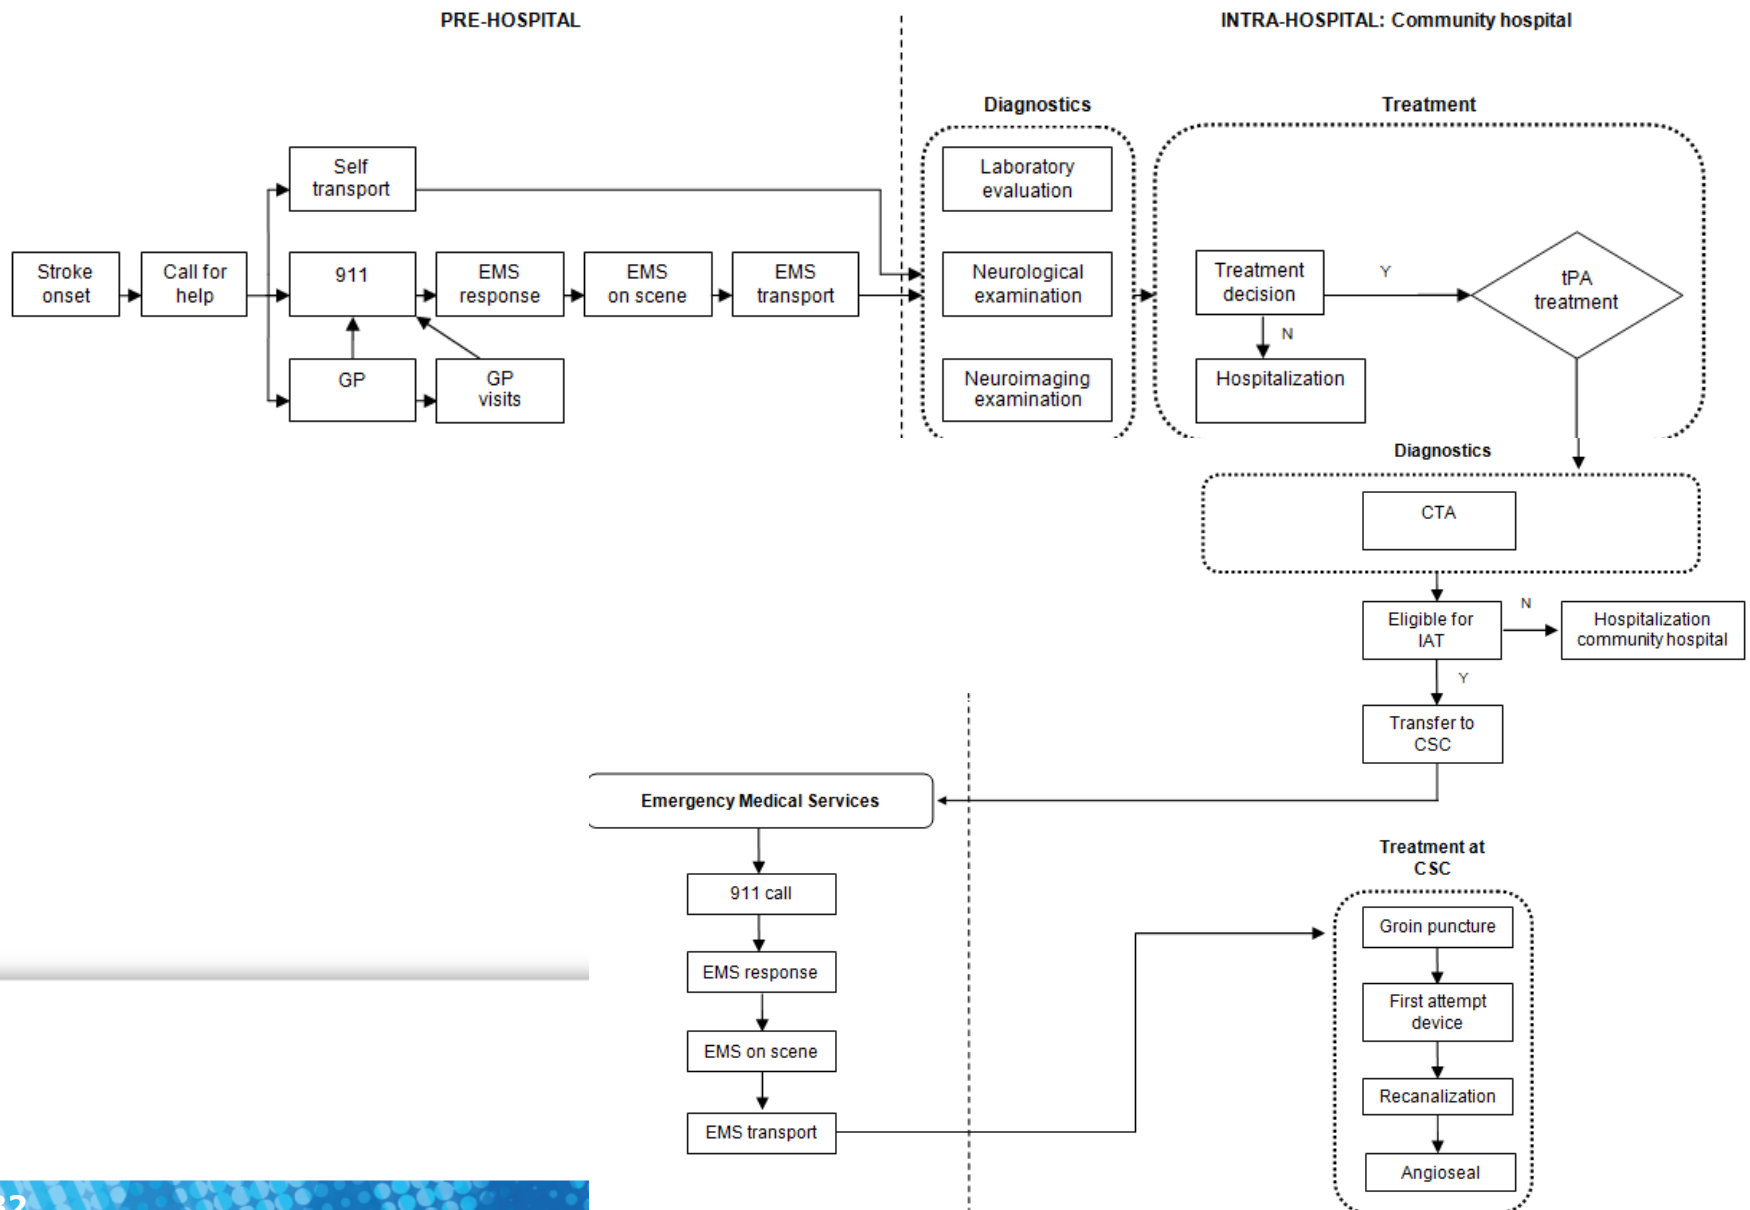 PRE-HOSPITAL
INTRA-HOSPITAL: Community hospital
Diagnostics
Treatment
Self
transport
Laboratory
evaluation
Stroke
onset
Call for
help
911
EMS
response
EMS
on scene
EMS
transport
Neurological
examination
Treatment
decision
Y
tPA
treatment
N
GP
GP
visits
Neuroimaging
examination
Hospitalization
Diagnostics
CTA
Eligible for
IAT
N
Hospitalization
community hospital
Y
Transfer to
CSC
Emergency Medical Services
Treatment at
CSC
911 call
Groin puncture
EMS response
First attempt
device
EMS on scene
Recanalization
EMS transport
Angioseal